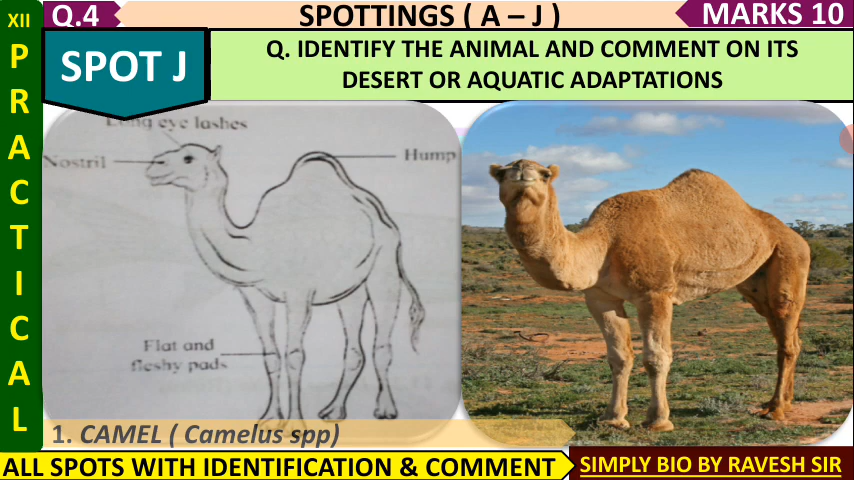 XII
PRACTICAL
Q.4
SPOTTINGS ( A – J )
MARKS 10
SPOT J
Q. IDENTIFY THE ANIMAL AND COMMENT ON ITS
DESERT OR AQUATIC ADAPTATIONS
Long eye lashes
Nostril
Hump
Flat and
fleshy pads
1. CAMEL ( Camelus spp)
ALL SPOTS WITH IDENTIFICATION & COMMENT
SIMPLY BIO BY RAVESH SIR